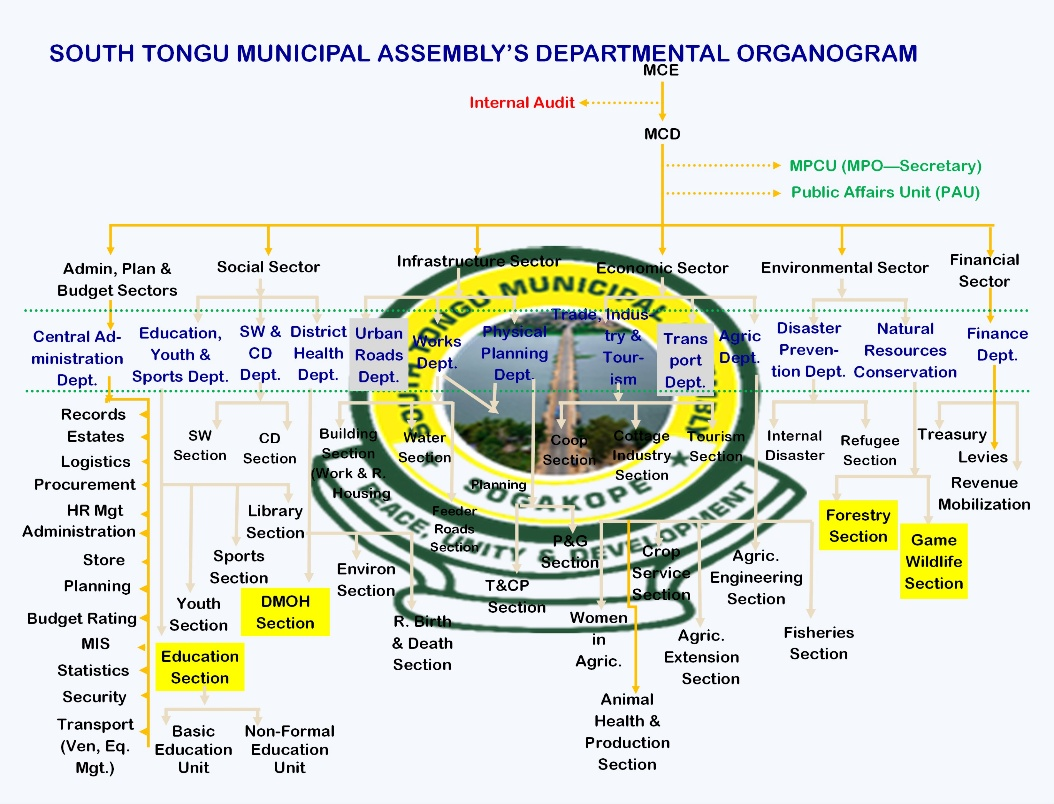 SOUTH TONGU MUNICIPAL ASSEMBLY'S DEPARTMENTAL ORGANOGRAM
MCE
Internal Audit
MCD
MPCU (MPO—Secretary)
Public Affairs Unit (PAU)
Admin, Plan &
Budget Sectors
Social Sector
Infrastructure Sector
Economic Sector
Environmental Sector
Financial
Sector
Central Ad-
ministration
Dept.
Education,
Youth &
Sports Dept.
SW &
CD
Dept.
District
Health
Dept.
Urban
Roads
Dept.
Works
Dept.
Physical
Planning
Dept.
Trade, Indus-
try &
Tour-
ism
Trans
port
Dept.
Agric
Dept.
Disaster
Preven-
tion Dept.
Natural
Resources
Conservation
Finance
Dept.
Records
Estates
Logistics
Procurement
HR Mgt
Administration
Store
Planning
Budget Rating
MIS
Statistics
Security
Transport
(Ven, Eq.
Mgt.)
SW
Section
CD
Section
Library
Section
Sports
Section
Youth
Section
DMOH
Section
Education
Section
Basic
Education
Unit
Non-Formal
Education
Unit
Building
Section
(Work & R.
Housing
Water
Section
Feeder
Roads
Section
Environ
Section
R. Birth
& Death
Section
Planning
P&G
Section
T&CP
Section
Coop
Section
Cottage
Industry
Section
Tourism
Section
Women
in
Agric.
Crop
Service
Section
Animal
Health &
Production
Section
Agric.
Extension
Section
Agric.
Engineering
Section
Fisheries
Section
Internal
Disaster
Refugee
Section
Forestry
Section
Game
Wildlife
Section
Treasury
Levies
Revenue
Mobilization
SOUTH TONGU MUNICIPAL
SOGAKOPE
PEACE, UNITY & DEVELOPMENT